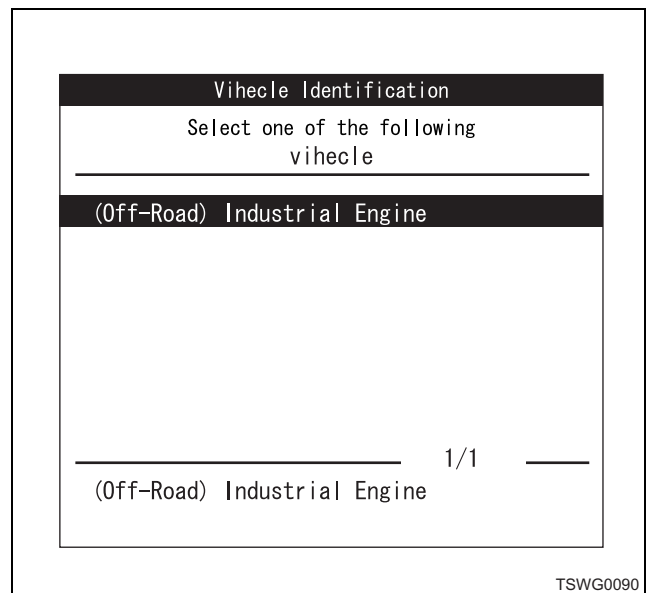 Vihecle Identification
Select one of the following
vihecle
(Off-Road) Industrial Engine
1/1
(Off-Road) Industrial Engine
TSWG0090